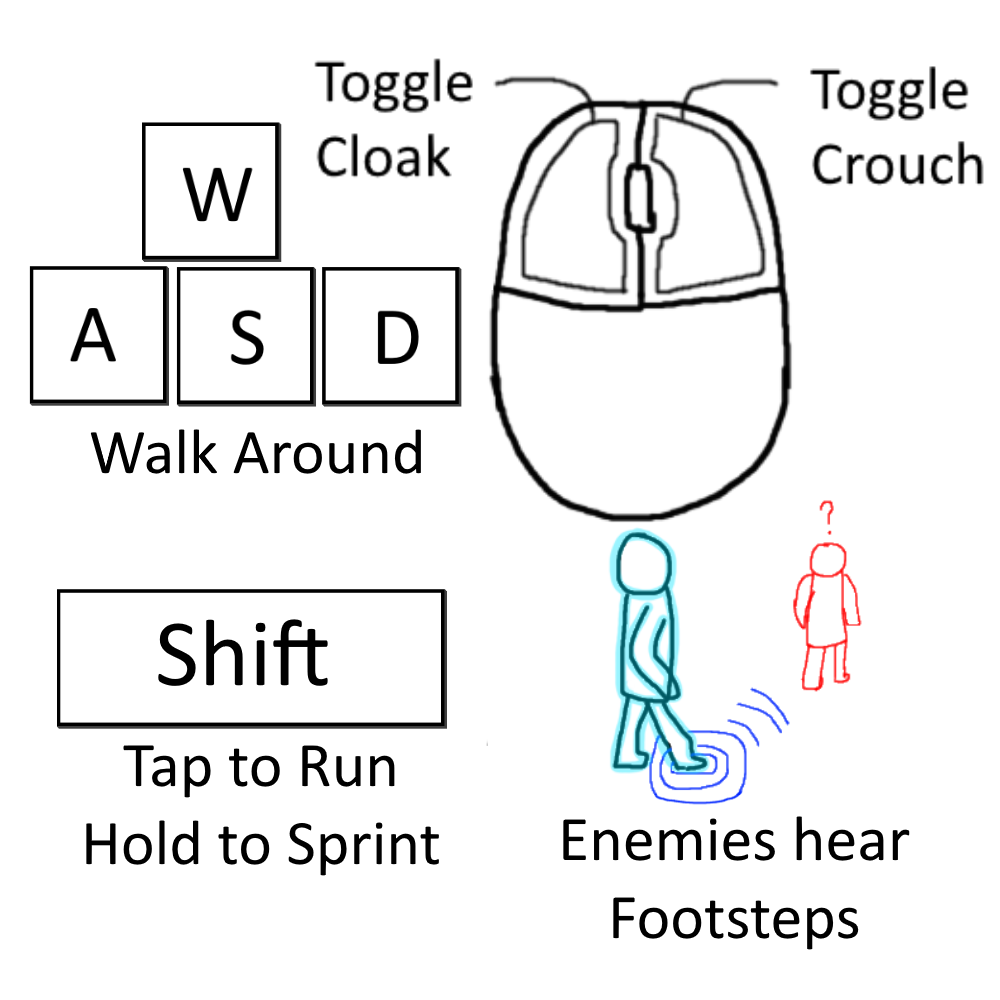 Toggle
Cloak
Toggle
Crouch
W
A S D
Walk Around
Shift
Tap to Run
Hold to Sprint
?
Enemies hear
Footsteps